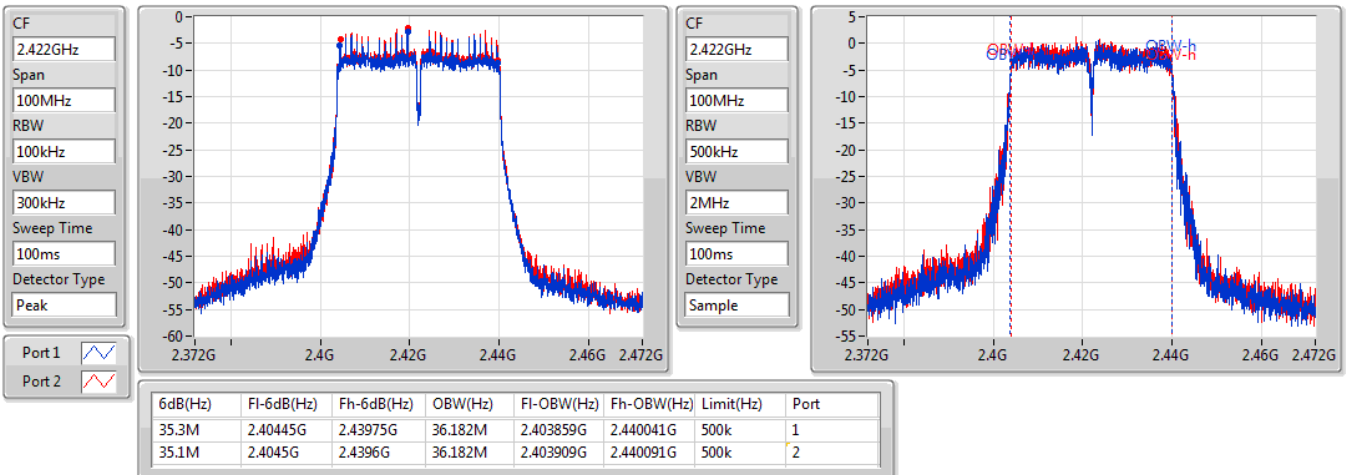 CF
2.422GHz
Span
100MHz
RBW
100kHz
VBW
300kHz
Sweep Time
100ms
Detector Type
Peak
Port 1
Port 2
0
-5
-10
-15
-20
-25
-30
-35
-40
-45
-50
-55
-60
2.372G 2.4G 2.42G 2.44G 2.46G 2.472G
CF
2.422GHz
Span
100MHz
RBW
500kHz
VBW
2MHz
Sweep Time
100ms
Detector Type
Sample
5
0
-5
-10
-15
-20
-25
-30
-35
-40
-45
-50
-55
OBW-h
OBW-h
2.372G 2.4G 2.42G 2.44G 2.46G 2.472G
6dB(Hz) Fl-6dB(Hz) Fh-6dB(Hz) OBW(Hz) Fl-OBW(Hz) Fh-OBW(Hz) Limit(Hz) Port
35.3M 2.40445G 2.43975G 36.182M 2.403859G 2.440041G 500k 1
35.1M 2.4045G 2.4396G 36.182M 2.403909G 2.440091G 500k 2